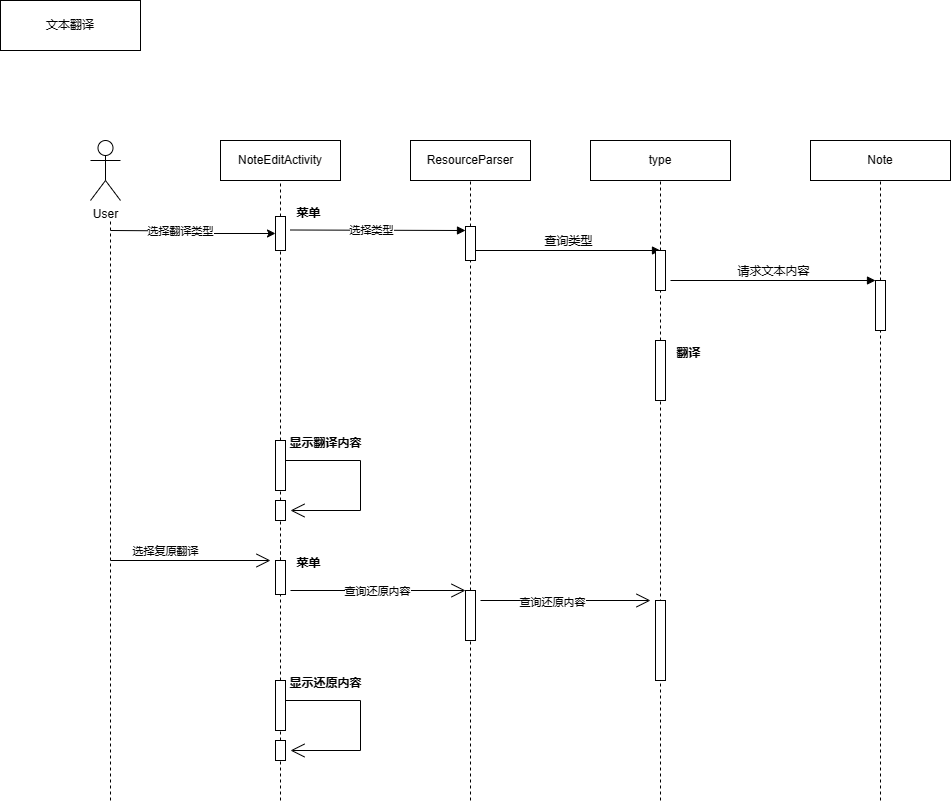 文本翻译
NoteEditActivity
ResourceParser
type
Note
User
菜单
选择翻译类型
选择类型
查询类型
请求文本内容
翻译
显示翻译内容
选择复原翻译
菜单
查询还原内容
查询还原内容
显示还原内容